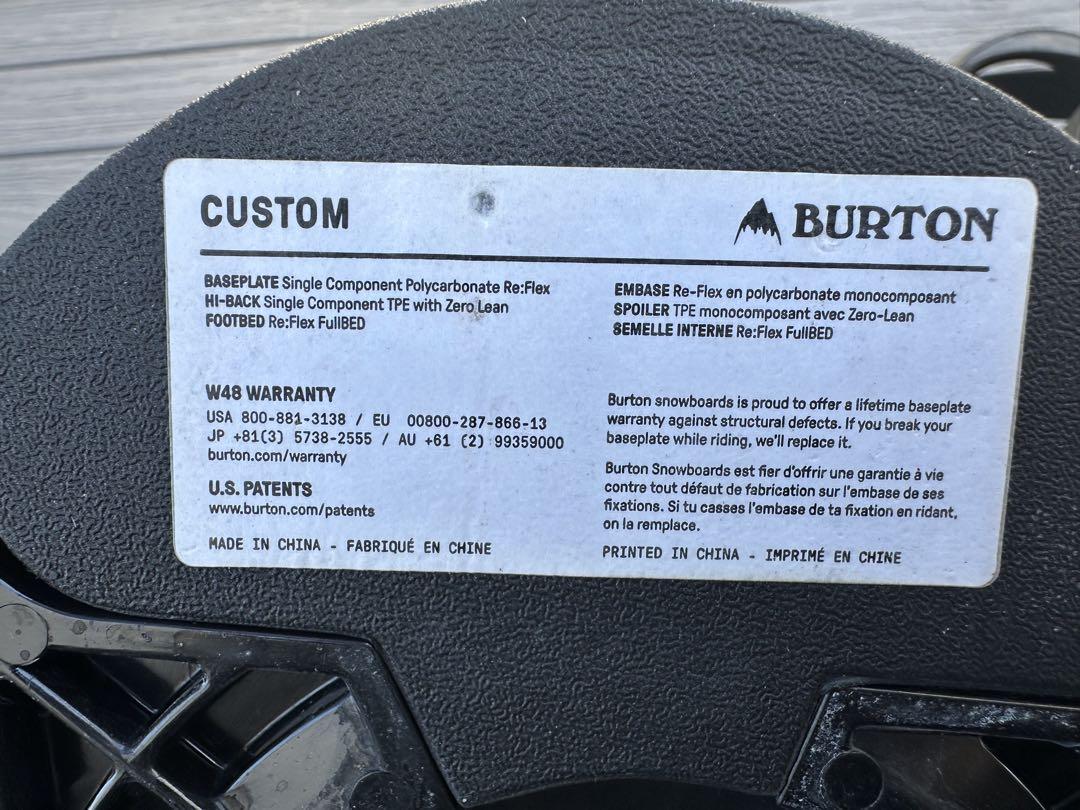 CUSTOM
BURTON
BASEPLATE Single Component Polycarbonate Re:Flex
HI-BACK Single Component TPE with Zero Lean
FOOTBED Re:Flex FullBED
EMBASE Re-Flex en polycarbonate monocomposant
SPOILER TPE monocomposant avec Zero-Lean
SEMELLE INTERNE Re:Flex FullBED
W48 WARRANTY
USA 800-881-3138 / EU 00800-287-866-13
JP +81(3) 5738-2555 / AU +61 (2) 99359000
burton.com/warranty
U.S. PATENTS
www.burton.com/patents
MADE IN CHINA - FABRIQUÉ EN CHINE
Burton snowboards is proud to offer a lifetime baseplate
warranty against structural defects. If you break your
baseplate while riding, we'll replace it.
Burton Snowboards est fier d'offrir une garantie à vie
contre tout défaut de fabrication sur l'embase de ses
fixations. Si tu casses l'embase de ta fixation en ridant,
on la remplace.
PRINTED IN CHINA - IMPRIMÉ EN CHINE